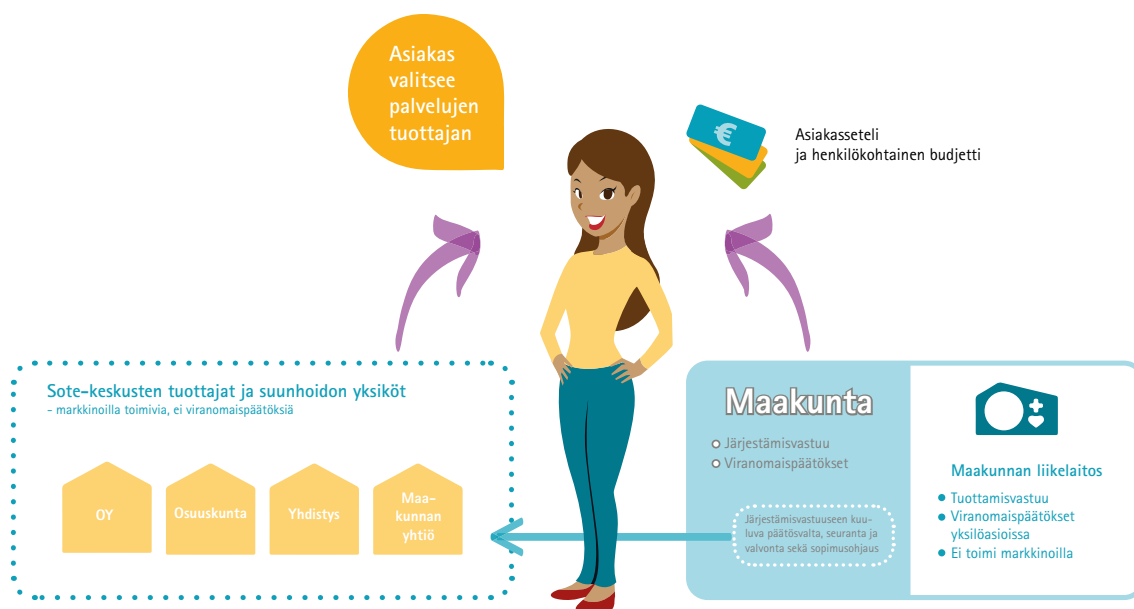 Asiakas
valitsee
palvelujen
tuottajan
€
Asiakasseteli
ja henkilökohtainen budjetti
Sote-keskusten tuottajat ja suunhoidon yksiköt
- markkinoilla toimivia, ei viranomaispäätöksiä
OY
Osuuskunta
Yhdistys
Maa-
kunnan
yhtiö
Maakunta
Järjestämisvastuu
Viranomaispäätökset
Järjestämisvastuuseen kuu-
luva päätösvalta, seuranta ja
valvonta sekä sopimusohjaus
Maakunnan liikelaitos
Tuottamisvastuu
Viranomaispäätökset
yksilöasioissa
Ei toimi markkinoilla